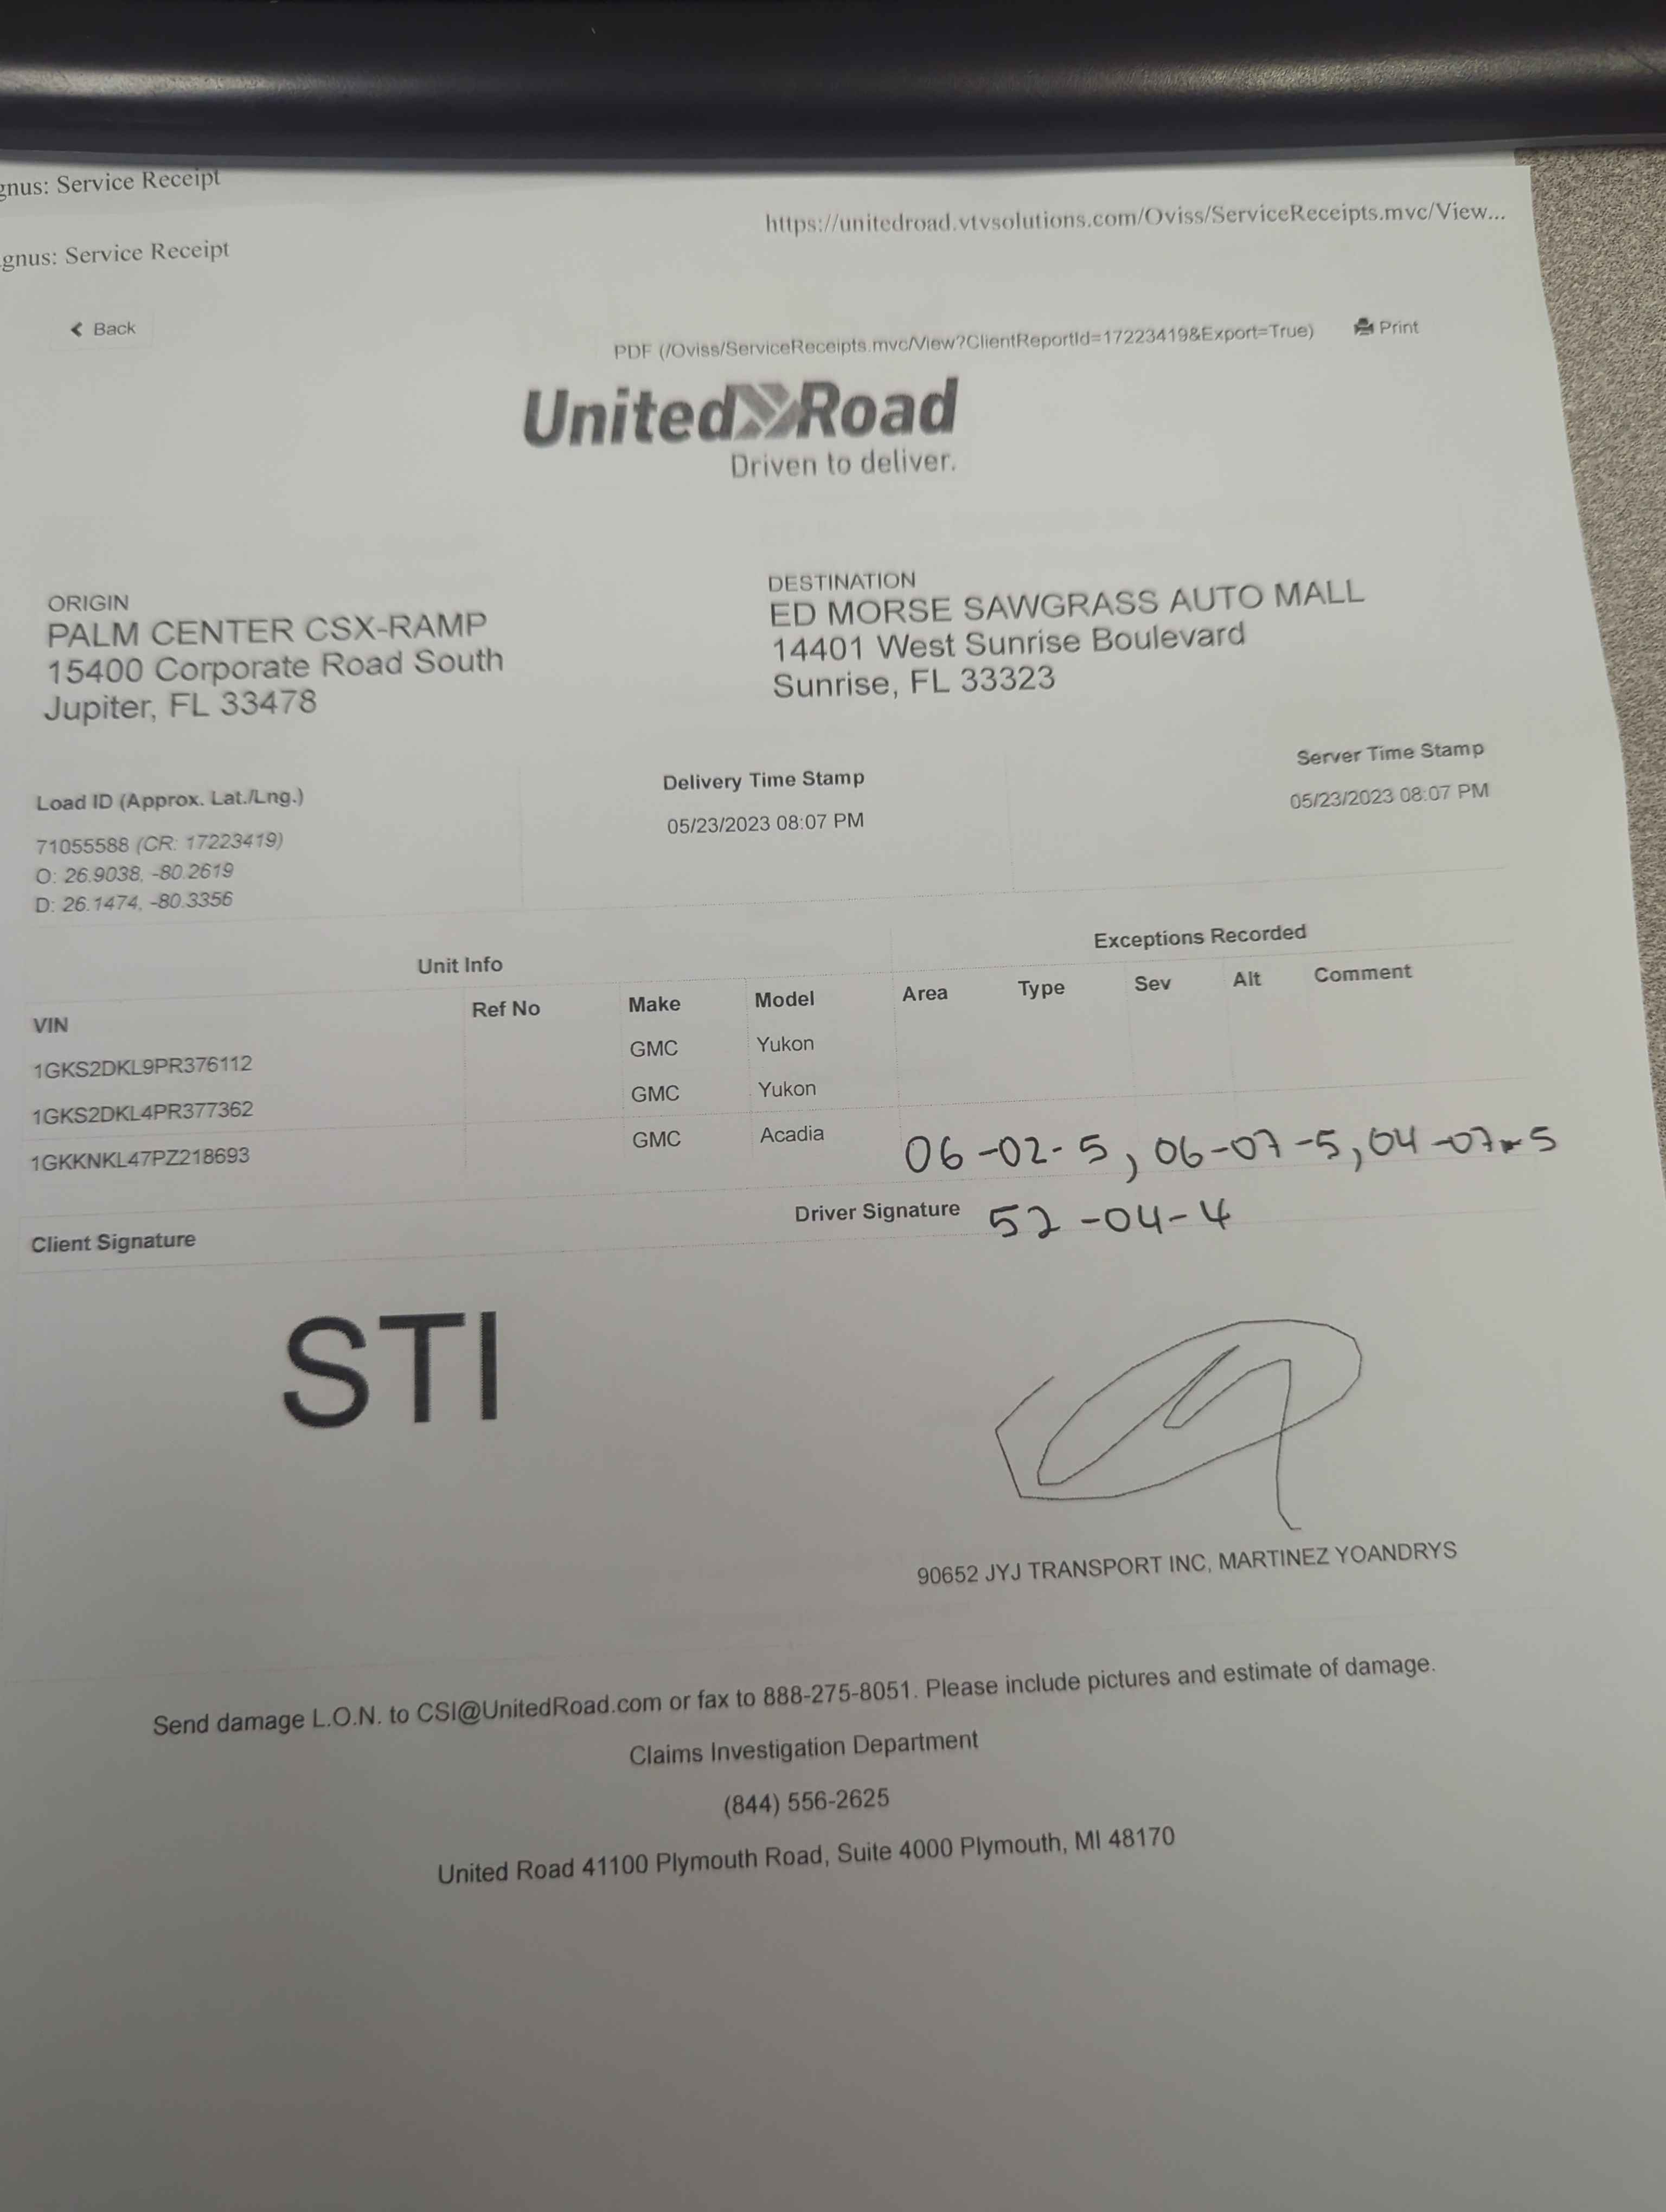 gnus: Service Receipt
https://unitedroad.vtvsolutions.com/Oviss/ServiceReceipts.mvc/View...
gnus: Service Receipt
Back
PDF (/Oviss/ServiceReceipts.mvc/View?ClientReportId=17223419&Export=True)
Print
United Road
Driven to deliver.
ORIGIN
PALM CENTER CSX-RAMP
15400 Corporate Road South
Jupiter, FL 33478
DESTINATION
ED MORSE SAWGRASS AUTO MALL
14401 West Sunrise Boulevard
Sunrise, FL 33323
Load ID (Approx. Lat./Lng.)
71055588 (CR: 17223419)
O: 26.9038, -80.2619
D: 26.1474, -80.3356
Delivery Time Stamp
05/23/2023 08:07 PM
Server Time Stamp
05/23/2023 08:07 PM
Unit Info Exceptions Recorded
VIN Ref No Make Model Area Type Sev Alt Comment
1GKS2DKL9PR376112 GMC Yukon
1GKS2DKL4PR377362 GMC Yukon
1GKKNKL47PZ218693 GMC Acadia 06-02-5, 06-07-5, 04-07-5
Client Signature Driver Signature 52-04-4
STI
90652 JYJ TRANSPORT INC, MARTINEZ YOANDRYS
Send damage L.O.N. to CSI@UnitedRoad.com or fax to 888-275-8051. Please include pictures and estimate of damage.
Claims Investigation Department
(844) 556-2625
United Road 41100 Plymouth Road, Suite 4000 Plymouth, MI 48170